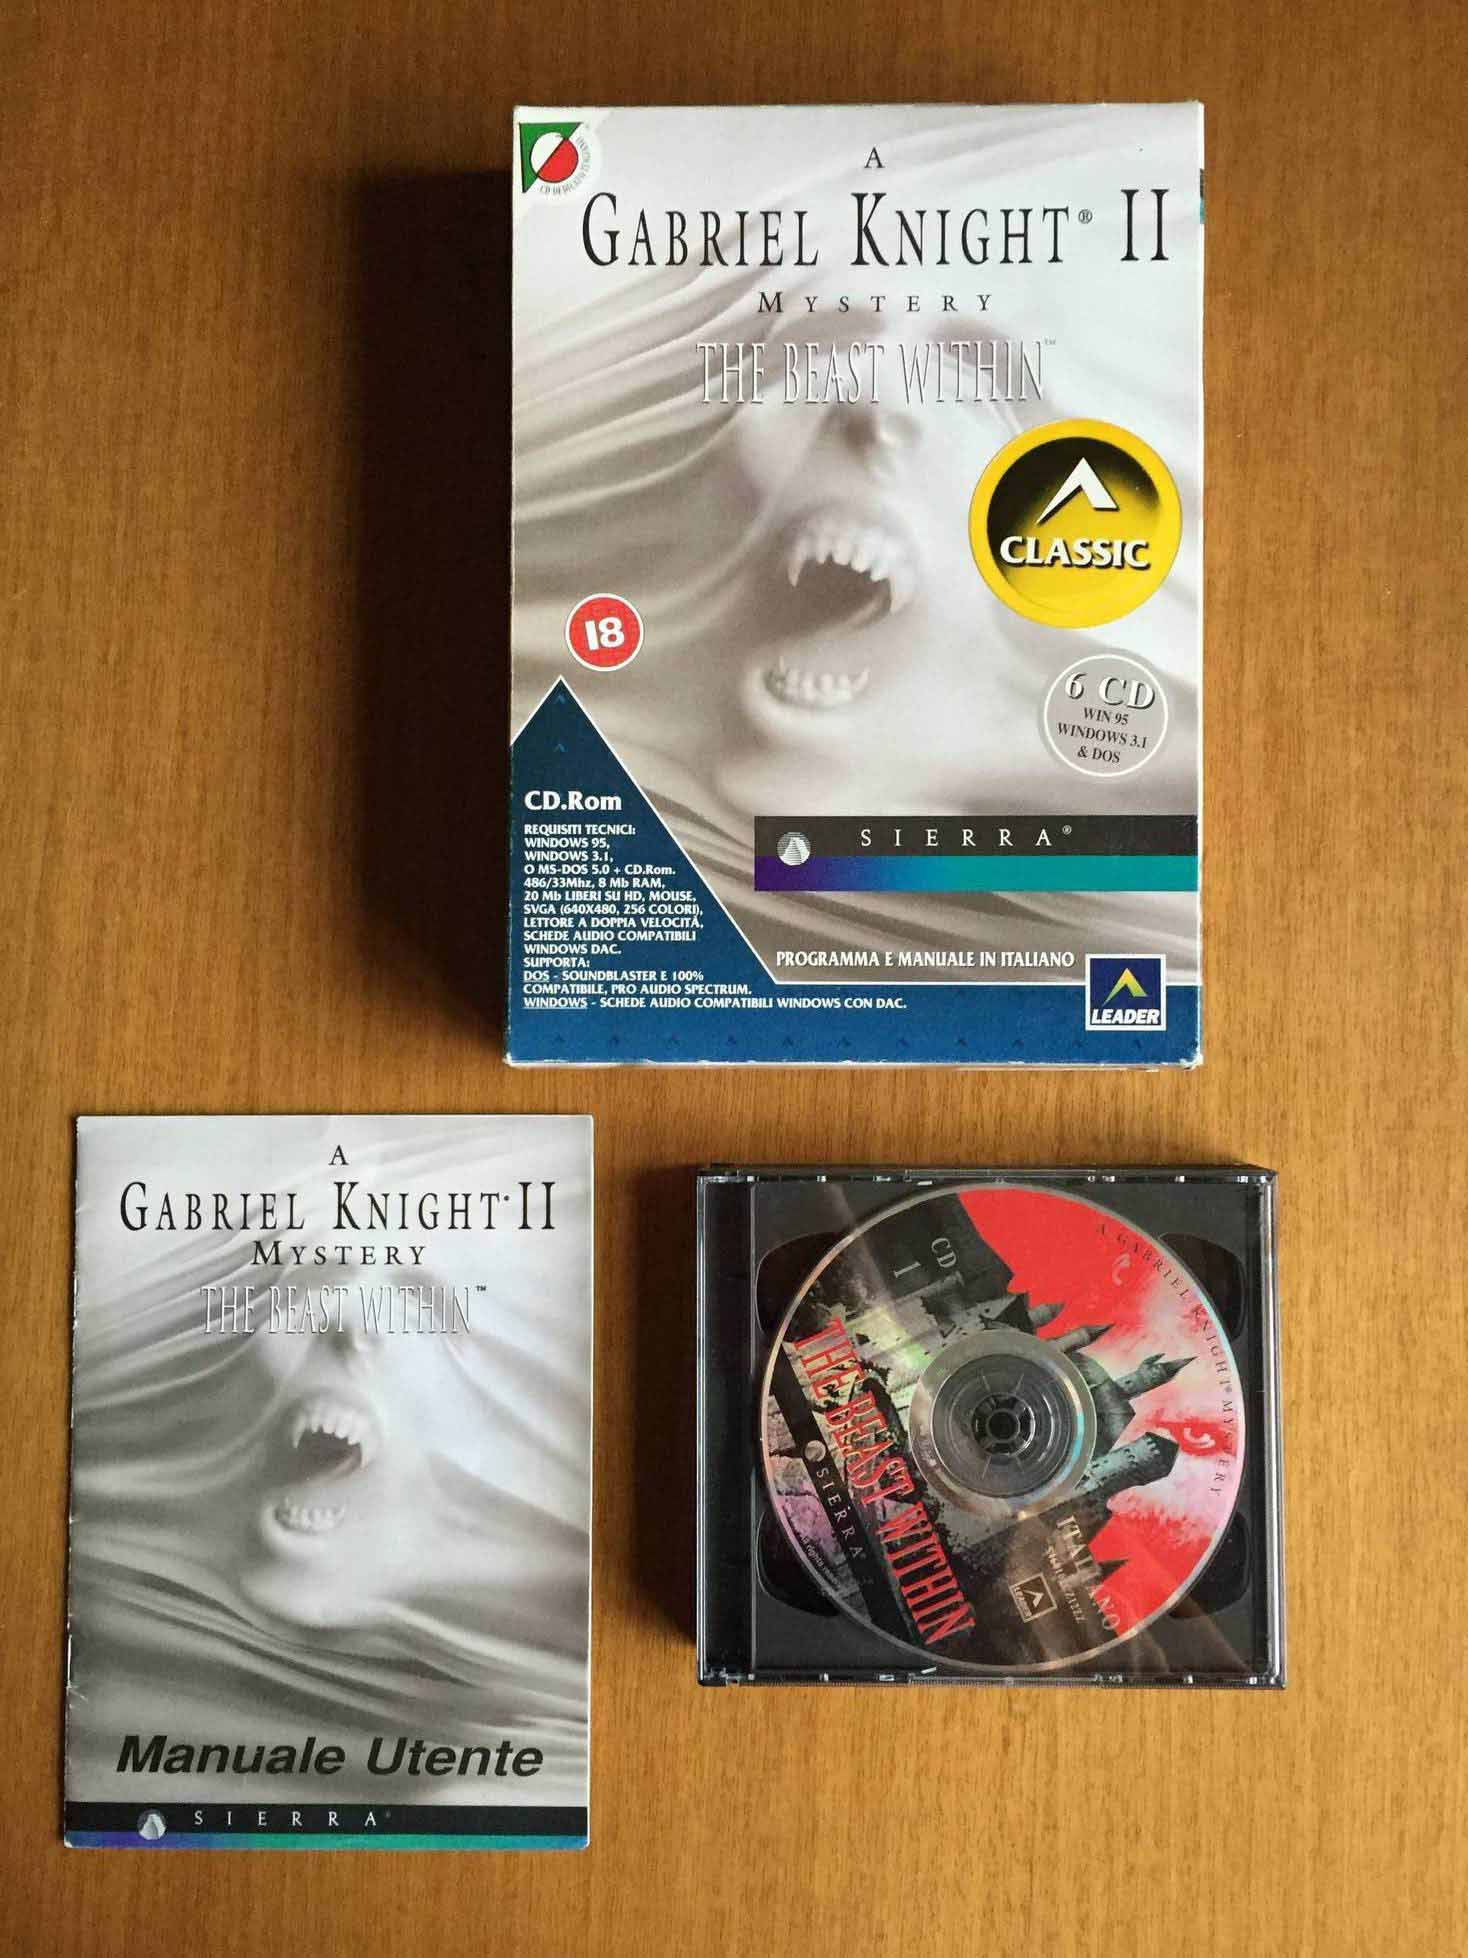 A
GABRIEL KNIGHT® II
MYSTERY
THE BEAST WITHIN™
CLASSIC
18
6 CD
WIN 95
WINDOWS 3.1
& DOS
SIERRA®
CD.Rom
REQUISITI TECNICI:
WINDOWS 95,
WINDOWS 3.1,
O MS-DOS 5.0 + CD.Rom.
486/33Mhz, 8 Mb RAM,
20 Mb LIBERI SU HD, MOUSE,
SVGA (640X480, 256 COLORI),
LETTORE A DOPPIA VELOCITÀ,
SCHEDE AUDIO COMPATIBILI
WINDOWS DAC.
SUPPORTA:
DOS - SOUNDBLASTER E 100%
COMPATIBILE, PRO AUDIO SPECTRUM.
WINDOWS - SCHEDE AUDIO COMPATIBILI WINDOWS CON DAC.
PROGRAMMA E MANUALE IN ITALIANO
LEADER
A
GABRIEL KNIGHT II
MYSTERY
THE BEAST WITHIN™
Manuale Utente
SIERRA
CD
1
A GABRIEL KNIGHT® MYSTERY
THE BEAST WITHIN
SIERRA
ITALIANO
LEADER